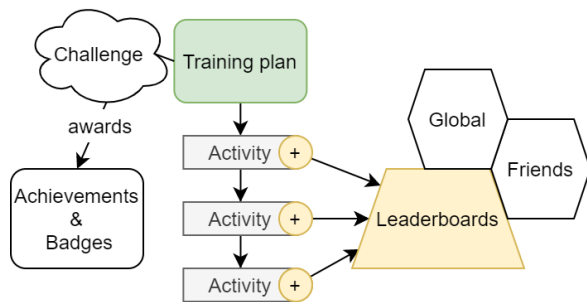 Challenge
Training plan
awards
Achievements
&
Badges
Activity +
Activity +
Activity +
Global
Friends
Leaderboards